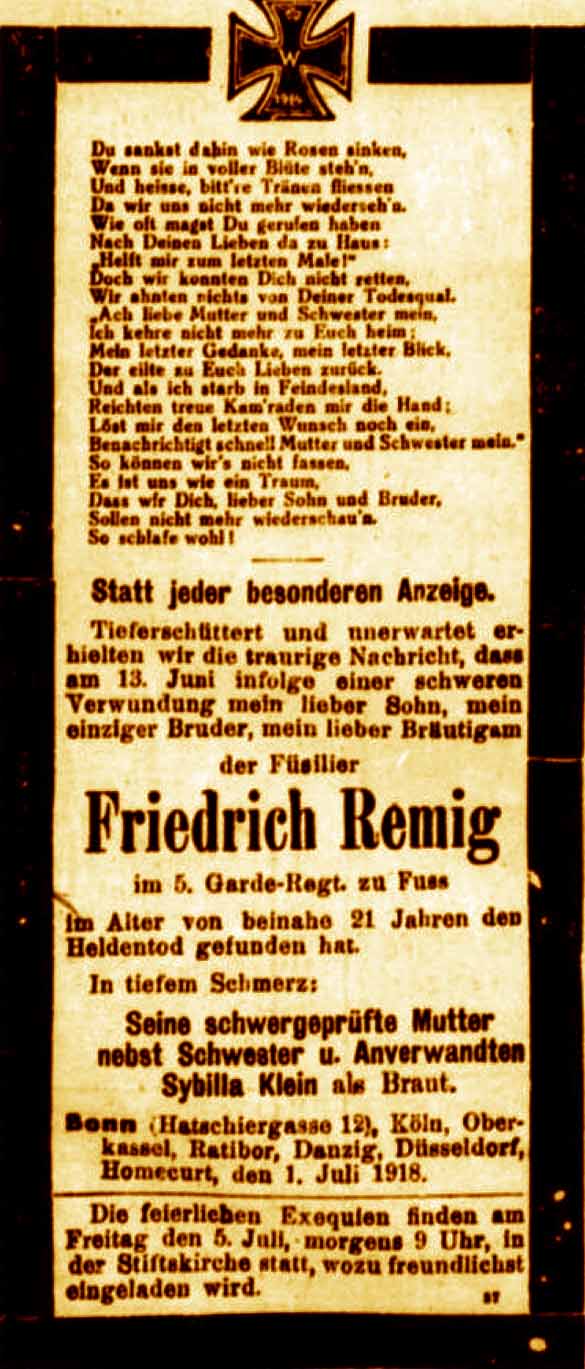 W
1914
Du sankst dahin wie Rosen sinken,
Wenn sie in voller Blüte steh'n,
Und heisse, bitt're Tränen fliessen
Da wir uns nicht mehr wiederseh'n.
Wie oft magst Du gerufen haben
Nach Deinen Lieben da zu Haus:
„Helft mir zum letzten Male!"
Doch wir konnten Dich nicht retten,
Wir ahnten nichts von Deiner Todesqual.
„Ach liebe Mutter und Schwester mein,
Ich kehre nicht mehr zu Euch heim;
Mein letzter Gedanke, mein letzter Blick,
Der eilte zu Euch Lieben zurück.
Und als ich starb in Feindesland,
Reichten treue Kam'raden mir die Hand;
Löst mir den letzten Wunsch noch ein,
Benachrichtigt schnell Mutter und Schwester mein."
So können wir's nicht fassen,
Es ist uns wie ein Traum,
Dass wir Dich, lieber Sohn und Bruder,
Sollen nicht mehr wiederschau'n.
So schlafe wohl!
Statt jeder besonderen Anzeige.
Tieferschüttert und unerwartet er-
hielten wir die traurige Nachricht, dass
am 13. Juni infolge einer schweren
Verwundung mein lieber Sohn, mein
einziger Bruder, mein lieber Bräutigam
der Füsilier
Friedrich Remig
im 5. Garde-Regt. zu Fuss
im Alter von beinahe 21 Jahren den
Heldentod gefunden hat.
In tiefem Schmerz:
Seine schwergeprüfte Mutter
nebst Schwester u. Anverwandten
Sybilla Klein als Braut.
Bonn (Hatschiergasse 12), Köln, Ober-
kassel, Ratibor, Danzig, Düsseldorf,
Homecurt, den 1. Juli 1918.
Die feierlichen Exequien finden am
Freitag den 5. Juli, morgens 9 Uhr, in
der Stiftskirche statt, wozu freundlichst
eingeladen wird.